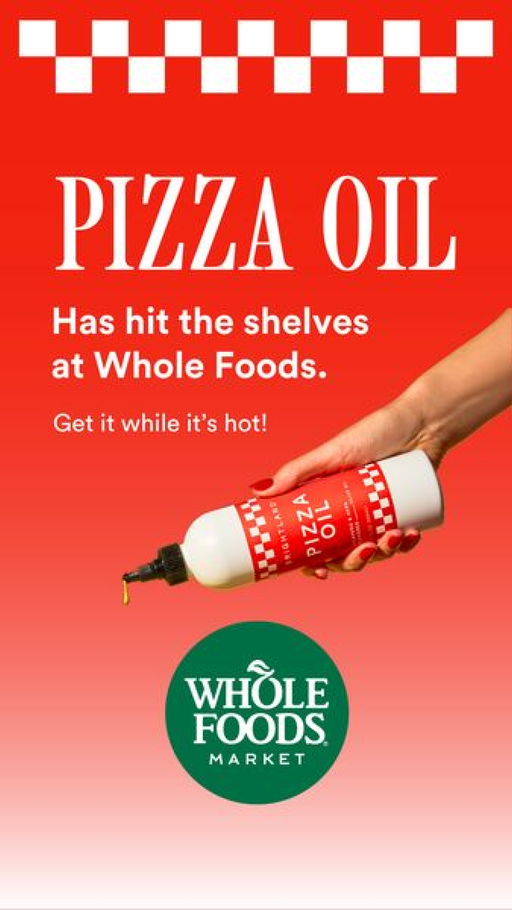 PIZZA OIL
Has hit the shelves
at Whole Foods.
Get it while it's hot!
BRIGHTLAND
PIZZA
OIL
WHOLE
FOODS
MARKET